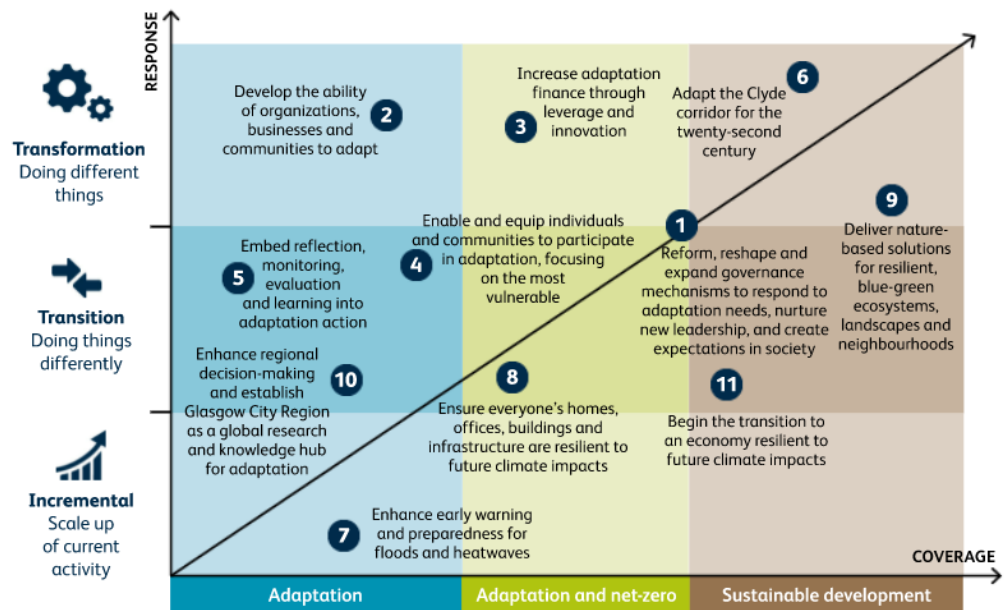 RESPONSE
Transformation
Doing different
things
Transition
Doing things
differently
Incremental
Scale up
of current
activity
2
Develop the ability
of organizations,
businesses and
communities to adapt
3
Increase adaptation
finance through
leverage and
innovation
6
Adapt the Clyde
corridor for the
twenty-second
century
9
Deliver nature-
based solutions
for resilient,
blue-green
ecosystems,
landscapes and
neighbourhoods
1
Reform, reshape and
expand governance
mechanisms to respond to
adaptation needs, nurture
new leadership, and create
expectations in society
4
Enable and equip individuals
and communities to participate
in adaptation, focusing
on the most
vulnerable
5
Embed reflection,
monitoring,
evaluation
and learning into
adaptation action
10
Enhance regional
decision-making
and establish
Glasgow City Region
as a global research
and knowledge hub
for adaptation
8
Ensure everyone’s homes,
offices, buildings and
infrastructure are resilient to
future climate impacts
11
Begin the transition to
an economy resilient to
future climate impacts
7
Enhance early warning
and preparedness for
floods and heatwaves
COVERAGE
Adaptation
Adaptation and net-zero
Sustainable development